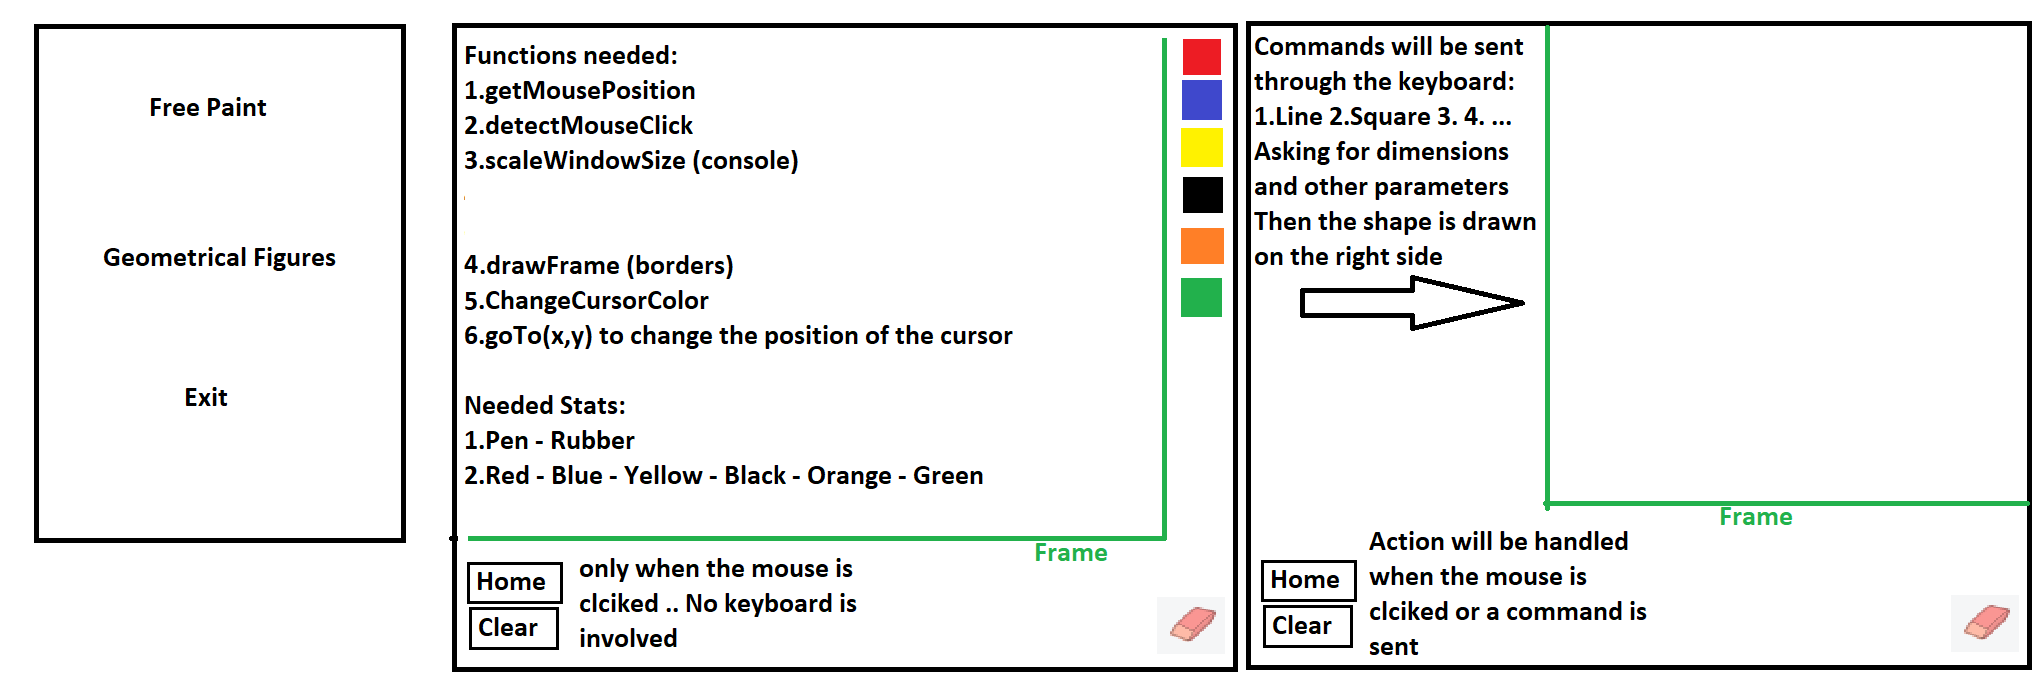 Free Paint
Geometrical Figures
Exit
Functions needed:
1.getMousePosition
2.detectMouseClick
3.scaleWindowSize (console)
4.drawFrame (borders)
5.ChangeCursorColor
6.goTo(x,y) to change the position of the cursor
Needed Stats:
1.Pen - Rubber
2.Red - Blue - Yellow - Black - Orange - Green
Frame
Home
Clear
only when the mouse is
clciked .. No keyboard is
involved
Commands will be sent
through the keyboard:
1.Line 2.Square 3. 4. ...
Asking for dimensions
and other parameters
Then the shape is drawn
on the right side
Frame
Home
Clear
Action will be handled
when the mouse is
clciked or a command is
sent